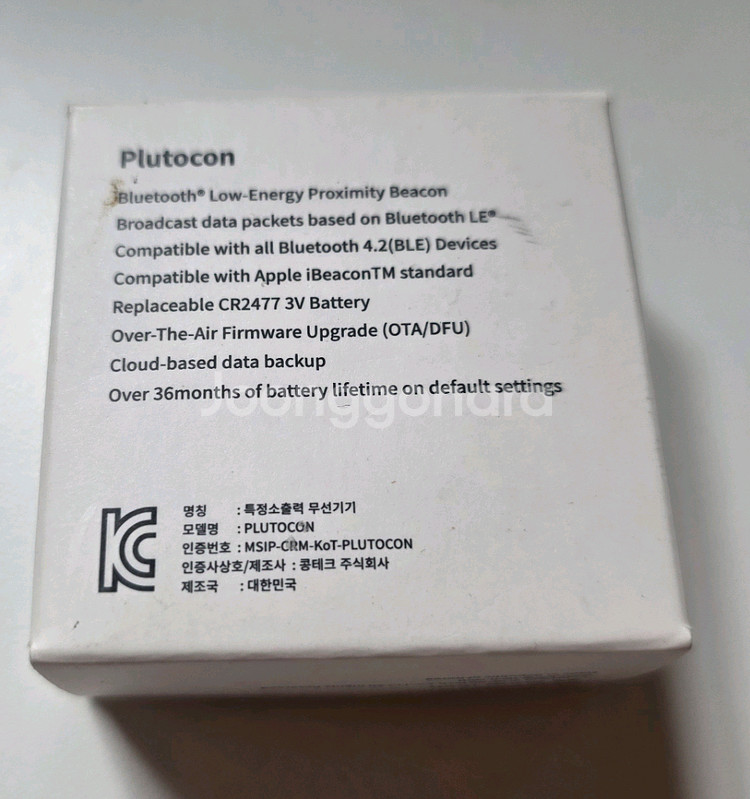 Plutocon
Bluetooth® Low-Energy Proximity Beacon
Broadcast data packets based on Bluetooth LE®
Compatible with all Bluetooth 4.2(BLE) Devices
Compatible with Apple iBeaconTM standard
Replaceable CR2477 3V Battery
Over-The-Air Firmware Upgrade (OTA/DFU)
Cloud-based data backup
Over 36months of battery lifetime on default settings
Joonggonara
명칭 : 특정소출력 무선기기
모델명 : PLUTOCON
인증번호 : MSIP-CRM-KoT-PLUTOCON
인증사상호/제조사 : 콩테크 주식회사
제조국 : 대한민국